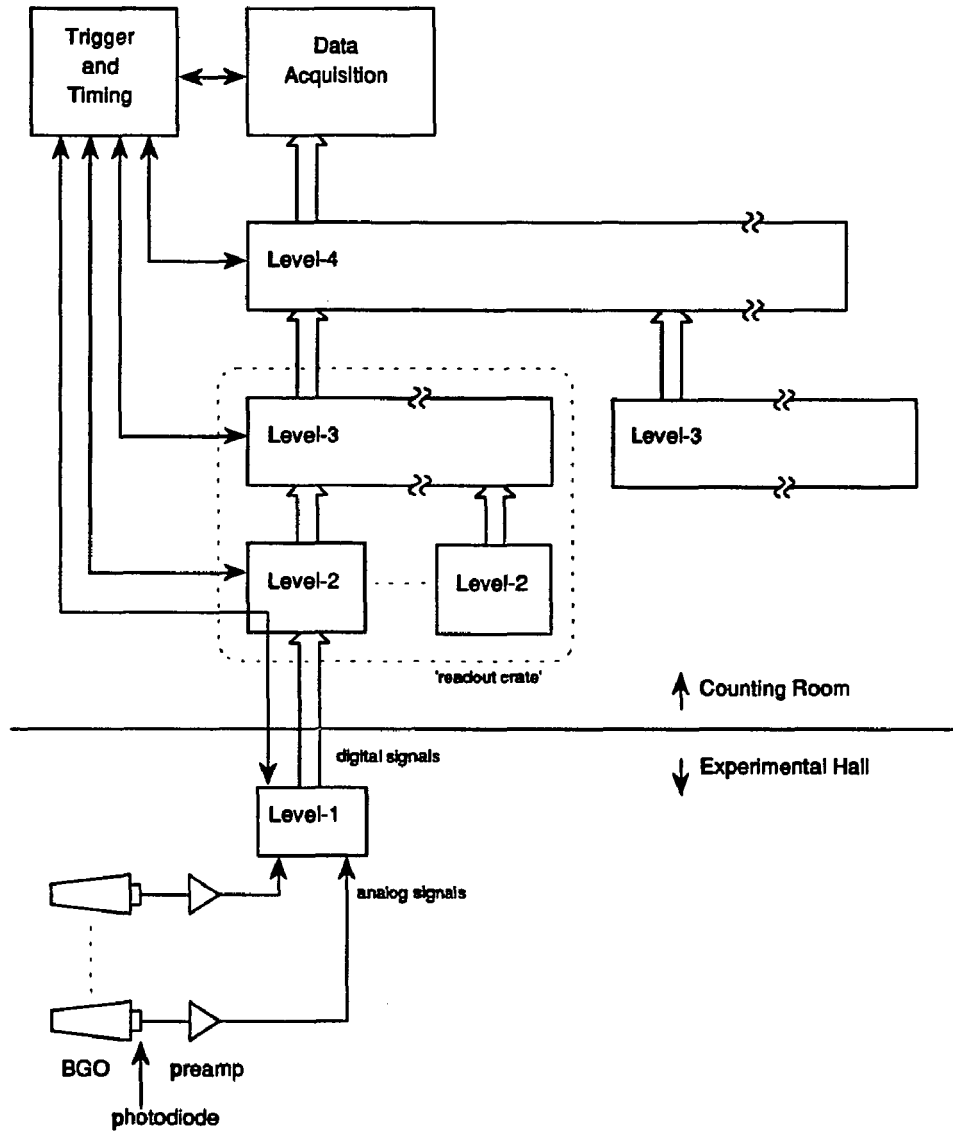 Trigger
and
Timing
Data
Acquisition
Level-4
Level-3
Level-3
Level-2
Level-2
'readout crate'
Counting Room
digital signals
Experimental Hall
Level-1
analog signals
BGO
preamp
photodiode